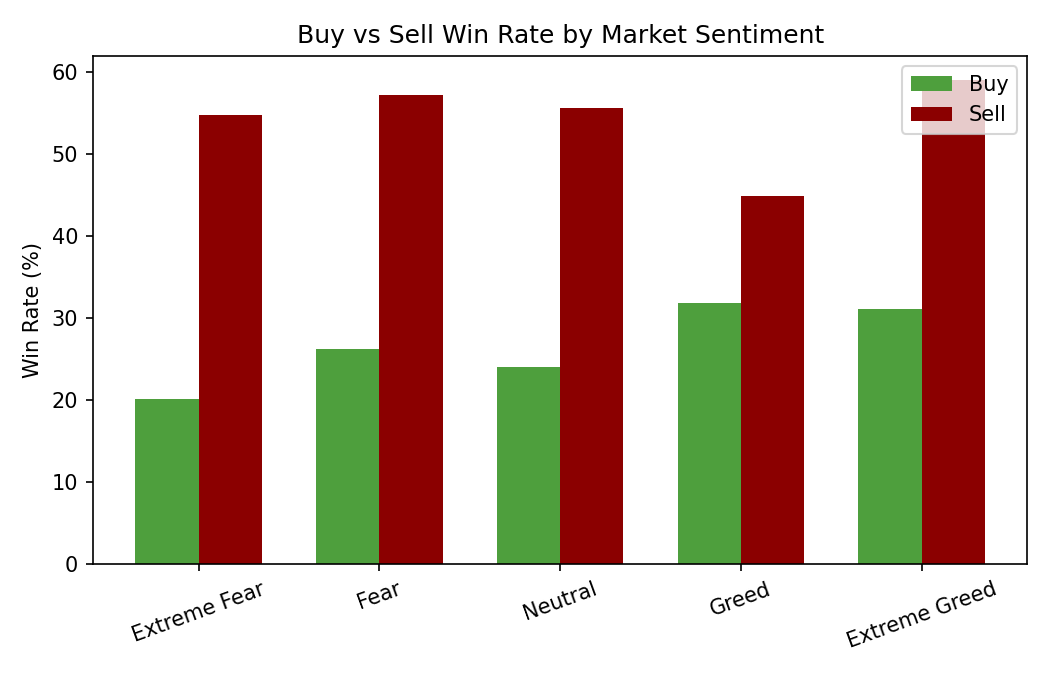 Buy vs Sell Win Rate by Market Sentiment
Buy
Sell
Win Rate (%)
60
50
40
30
20
10
0
Extreme Fear
Fear
Neutral
Greed
Extreme Greed